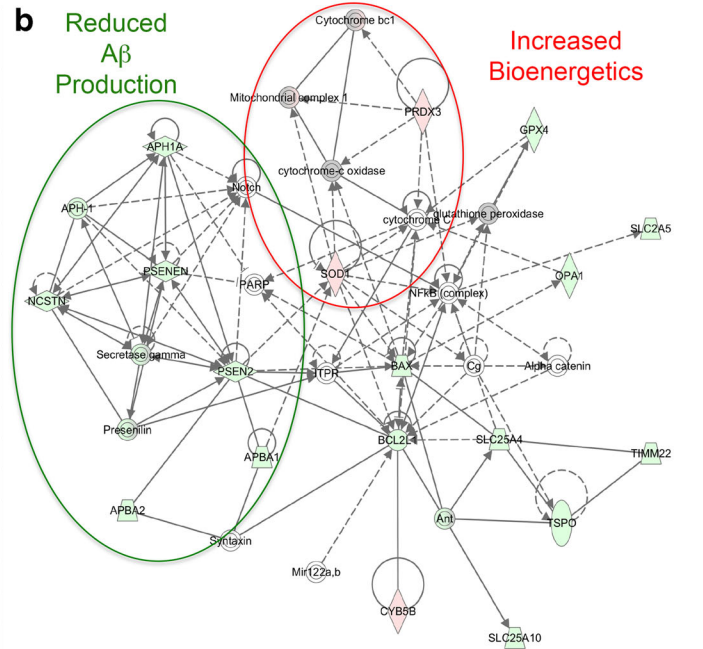 b
Reduced
Aβ
Production
Increased
Bioenergetics
Cytochrome bc1
Mitochondrial complex 1
PRDX3
GPX4
APH1A
cytochrome-c oxidase
Notch
APH-1
cytochrome C
glutathione peroxidase
SLC2A5
PSENEN
SOD1
OPA1
PARP
NCSTN
NFkB (complex)
Secretase gamma
PSEN2
ITPR
BAX
Cg
Alpha catenin
Presenilin
BCL2L
SLC25A4
APBA1
TIMM22
APBA2
Ant
TSPO
Syntaxin
Mir122a,b
CYB5B
SLC25A10